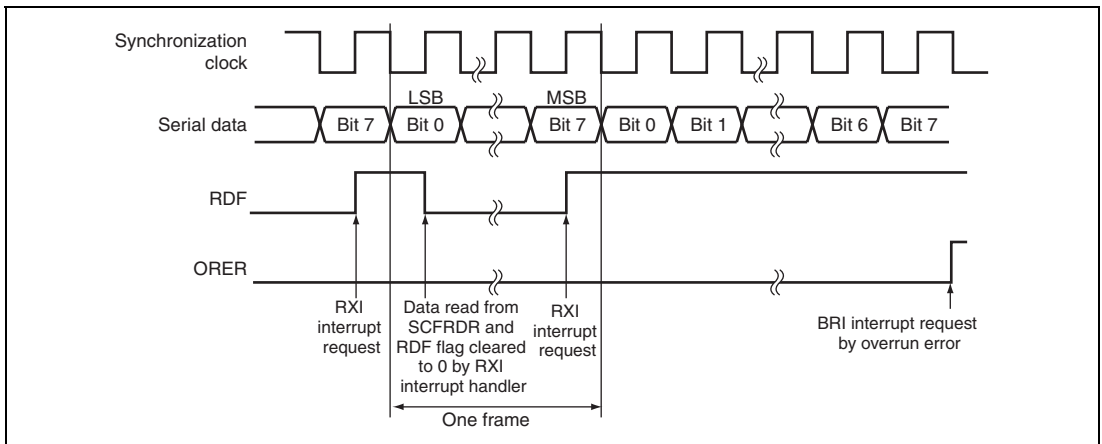 Synchronization
clock
LSB
MSB
Serial data
Bit 7
Bit 0
Bit 7
Bit 0
Bit 1
Bit 6
Bit 7
RDF
ORER
RXI
interrupt
request
Data read from
SCFRDR and
RDF flag cleared
to 0 by RXI
interrupt handler
RXI
interrupt
request
BRI interrupt request
by overrun error
One frame